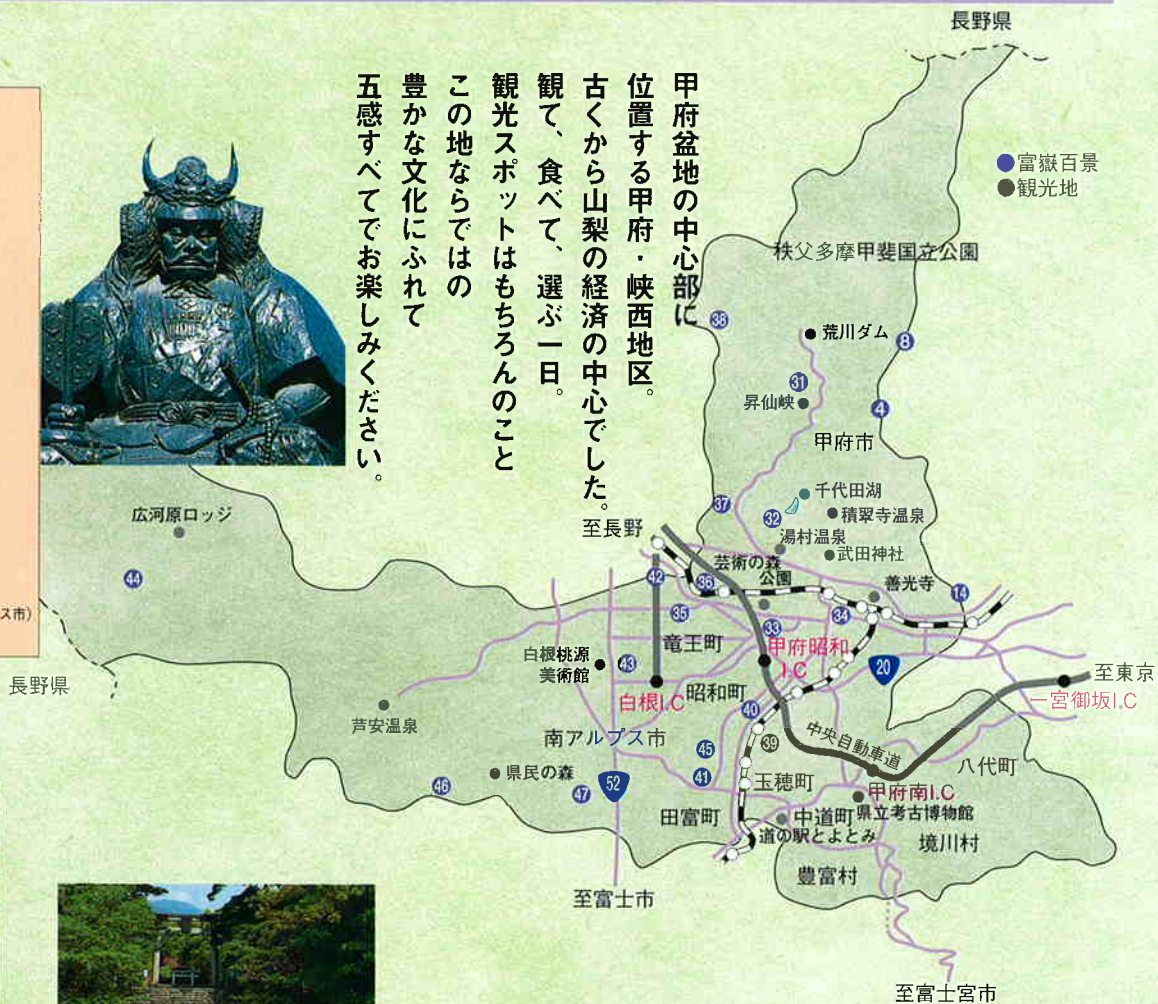 長野県
甲府盆地の中心部に
位置する甲府・峡西地区。
古くから山梨の経済の中心でした。
観て、食べて、選ぶ一日。
観光スポットはもちろんのこと
この地ならではの
豊かな文化にふれて
五感すべてでお楽しみください。
富嶽百景
観光地
秩父多摩甲斐国立公園
38
荒川ダム
8
31
昇仙峡
4
甲府市
37
千代田湖
32
積翠寺温泉
至長野
湯村温泉
武田神社
広河原ロッジ
44
42
36
芸術の森
公園
善光寺
14
35
34
33
ス市)
竜王町
甲府昭和
I.C
20
白根桃源
美術館
43
至東京
長野県
白根I.C
昭和町
一宮御坂I.C
芦安温泉
40
南アルプス市
39
中央自動車道
45
八代町
県民の森
41
玉穂町
46
47
52
甲府南I.C
田富町
中道町
県立考古博物館
道の駅とよとみ
境川村
豊富村
至富士市
至富士宮市